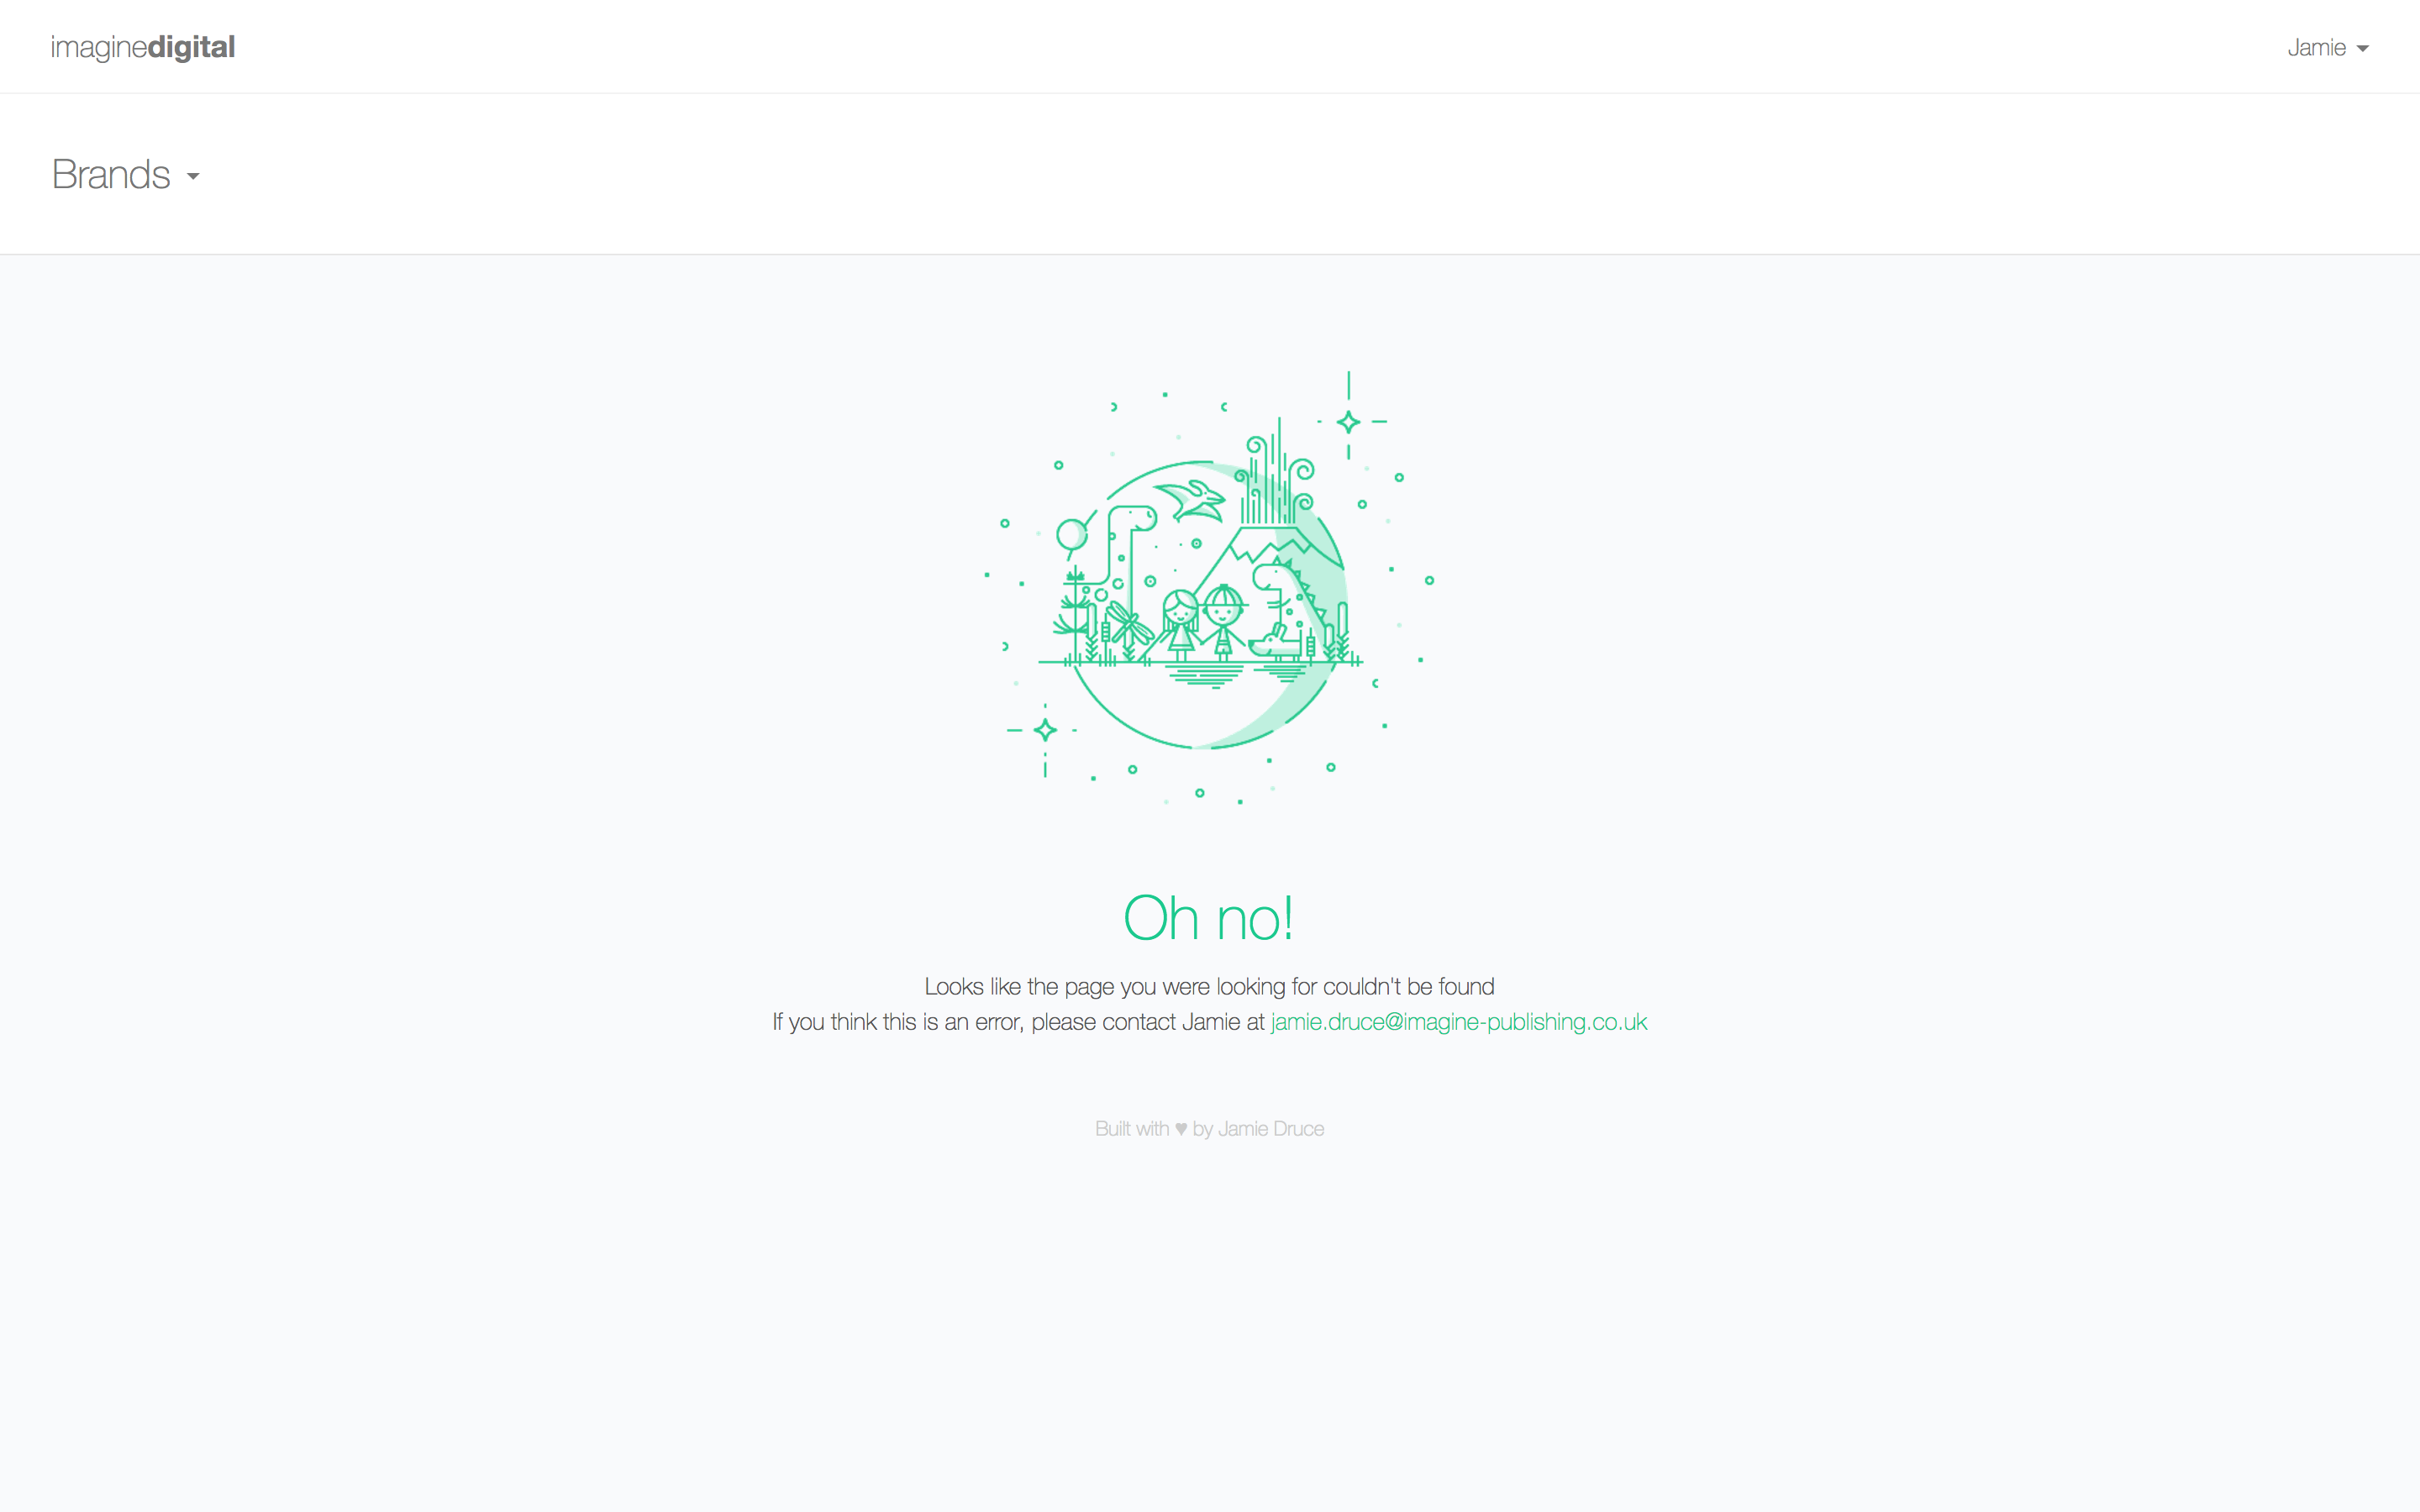 imaginedigital
Jamie
Brands
Oh no!
Looks like the page you were looking for couldn't be found
If you think this is an error, please contact Jamie at jamie.druce@imagine-publishing.co.uk
Built with ♥ by Jamie Druce